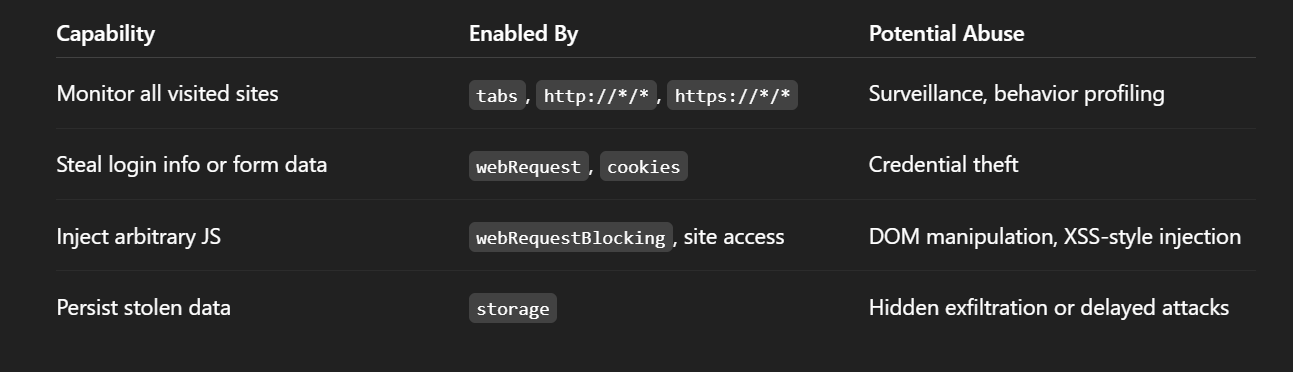 Capability Enabled By Potential Abuse
Monitor all visited sites tabs, http://*/*, https://*/* Surveillance, behavior profiling
Steal login info or form data webRequest, cookies Credential theft
Inject arbitrary JS webRequestBlocking, site access DOM manipulation, XSS-style injection
Persist stolen data storage Hidden exfiltration or delayed attacks